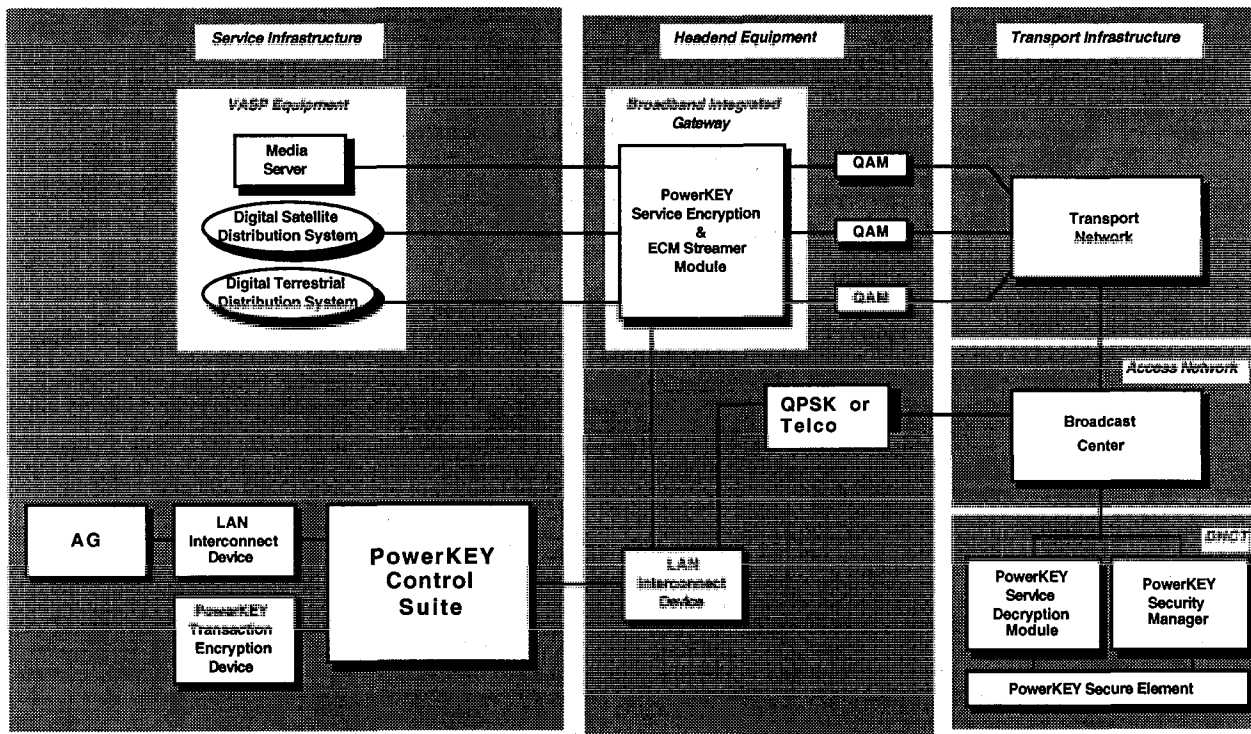 Service Infrastructure
Headend Equipment
Transport Infrastructure
VASP Equipment
Broadband Integrated
Gateway
Media
Server
Digital Satellite
Distribution System
Digital Terrestrial
Distribution System
PowerKEY
Service Encryption
&
ECM Streamer
Module
QAM
QAM
QAM
Transport
Network
Access Network
QPSK or
Telco
Broadcast
Center
AG
LAN
Interconnect
Device
PowerKEY
Transaction
Encryption
Device
PowerKEY
Control
Suite
LAN
Interconnect
Device
DHCT
PowerKEY
Service
Decryption
Module
PowerKEY
Security
Manager
PowerKEY Secure Element